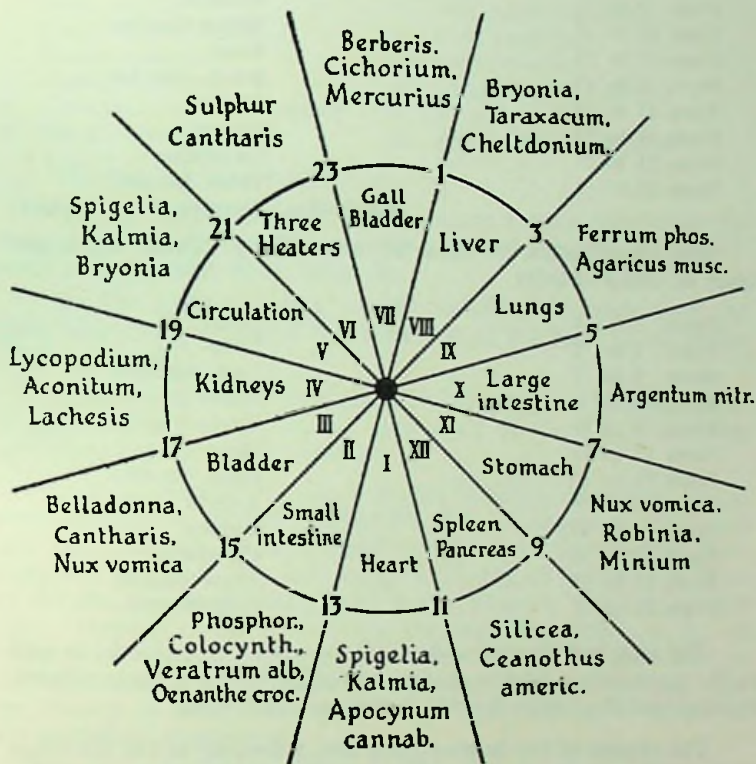 Berberis.
Cichorium,
Mercurius
Bryonia,
Taraxacum,
Cheltdonium.
Ferrum phos.
Agaricus musc.
Argentum nitr.
Nux vomica.
Robinia.
Minium
Silicea,
Ceanothus
americ.
Spigelia,
Kalmia,
Apocynum
cannab.
Phosphor.,
Colocynth.,
Veratrum alb,
Oenanthe croc.
Belladonna,
Cantharis,
Nux vomica
Lycopodium,
Aconitum,
Lachesis
Spigelia,
Kalmia,
Bryonia
Sulphur
Cantharis
23
1
3
5
7
9
11
13
15
17
19
21
Gall
Bladder
Liver
Lungs
Large
intestine
Stomach
Spleen
Pancreas
Heart
Small
intestine
Bladder
Kidneys
Circulation
Three
Heaters
VII
VIII
IX
X
XI
XII
I
II
III
IV
V
VI